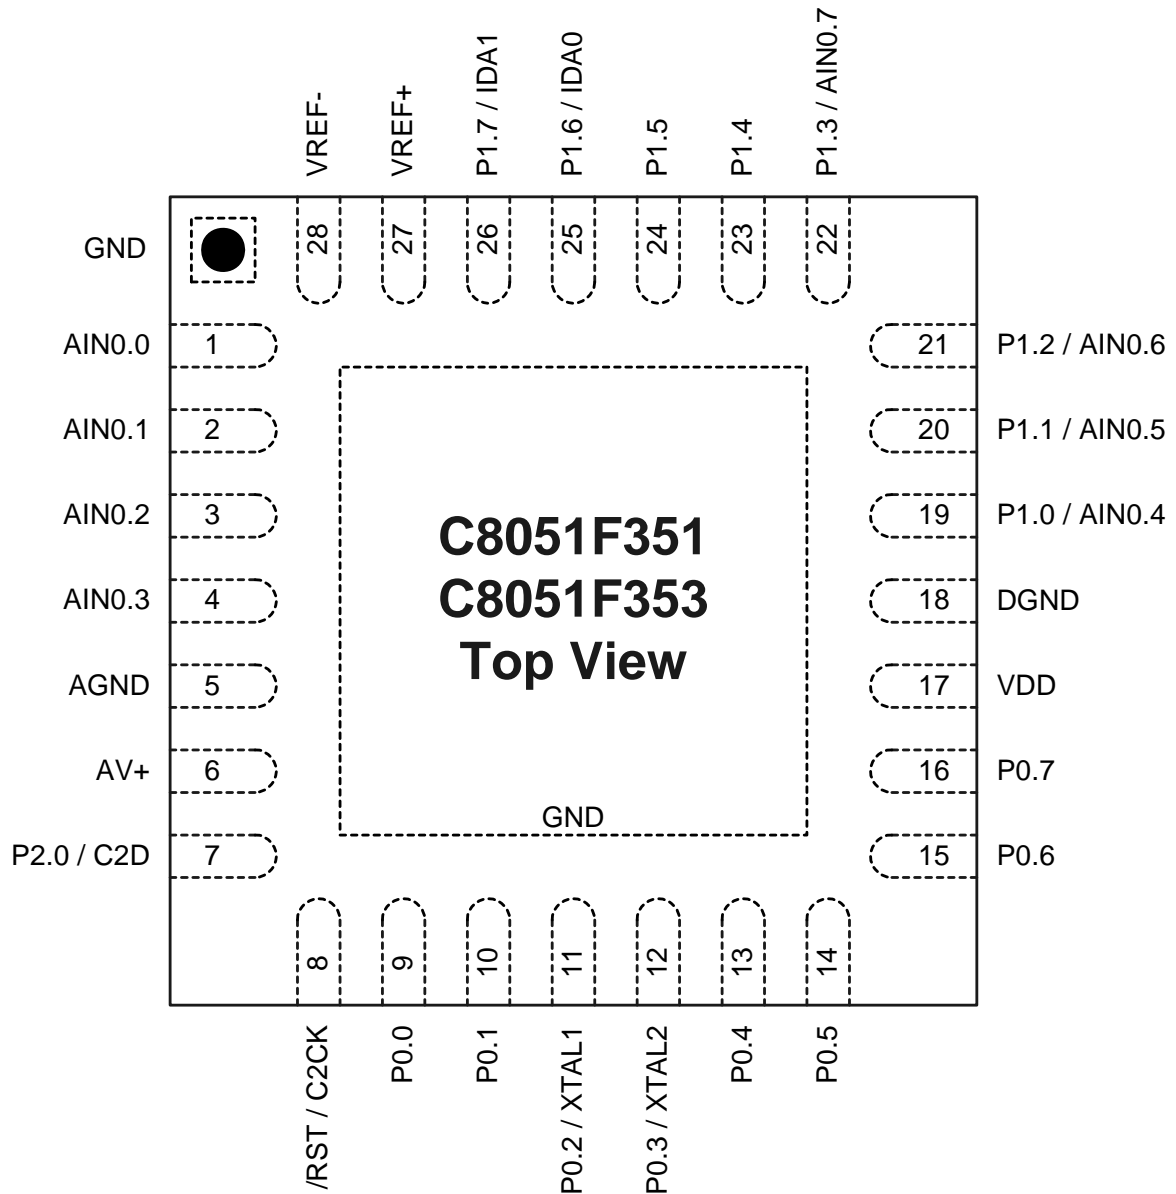 VREF-
VREF+
P1.7 / IDA1
P1.6 / IDA0
P1.5
P1.4
P1.3 / AIN0.7
28
27
26
25
24
23
22
GND
AIN0.0
1
AIN0.1
2
AIN0.2
3
AIN0.3
4
AGND
5
AV+
6
P2.0 / C2D
7
C8051F351
C8051F353
Top View
GND
21
P1.2 / AIN0.6
20
P1.1 / AIN0.5
19
P1.0 / AIN0.4
18
DGND
17
VDD
16
P0.7
15
P0.6
8
9
10
11
12
13
14
/RST / C2CK
P0.0
P0.1
P0.2 / XTAL1
P0.3 / XTAL2
P0.4
P0.5